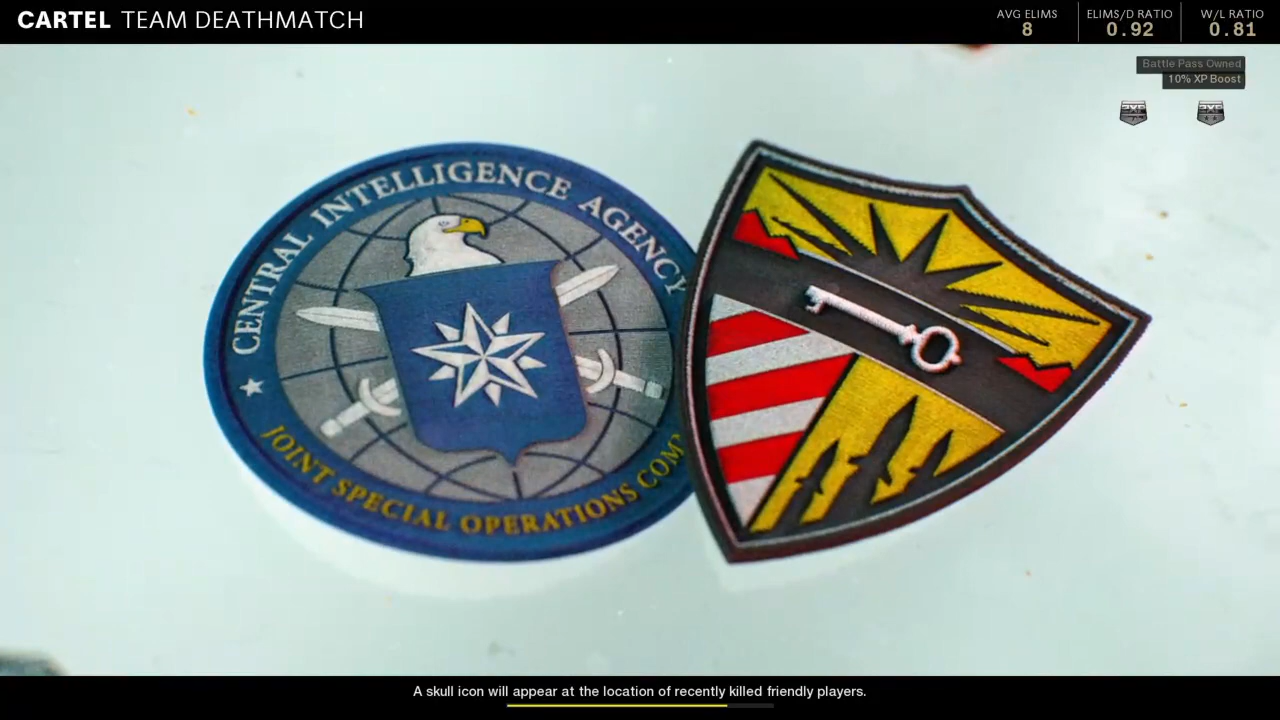 CARTEL TEAM DEATHMATCH
AVG ELIMS
8
ELIMS/D RATIO
0.92
W/L RATIO
0.81
Battle Pass Owned
10% XP Boost
2XP 2XP
CENTRAL INTELLIGENCE AGENCY
JOINT SPECIAL OPERATIONS COM
A skull icon will appear at the location of recently killed friendly players.